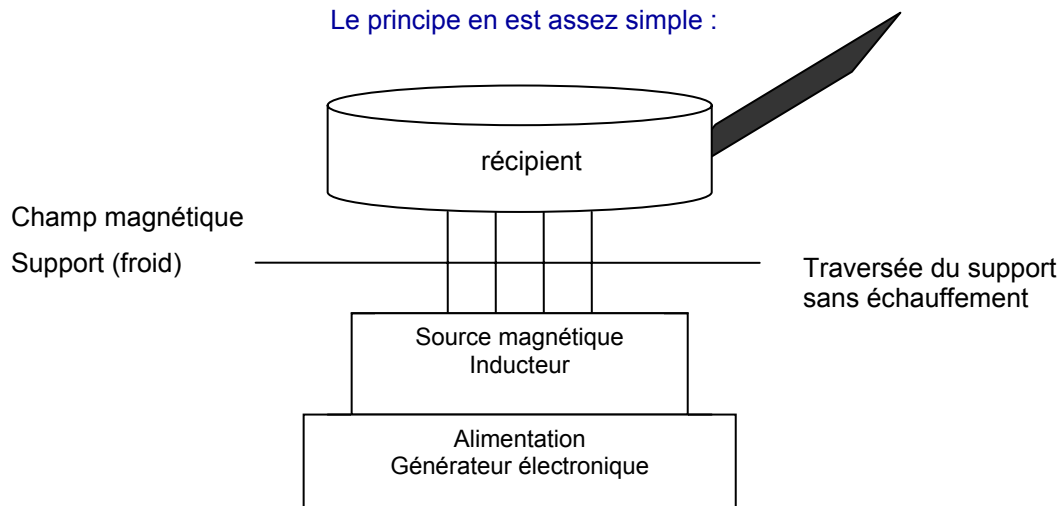 Le principe en est assez simple :
récipient
Champ magnétique
Support (froid)
Traversée du support
sans échauffement
Source magnétique
Inducteur
Alimentation
Générateur électronique